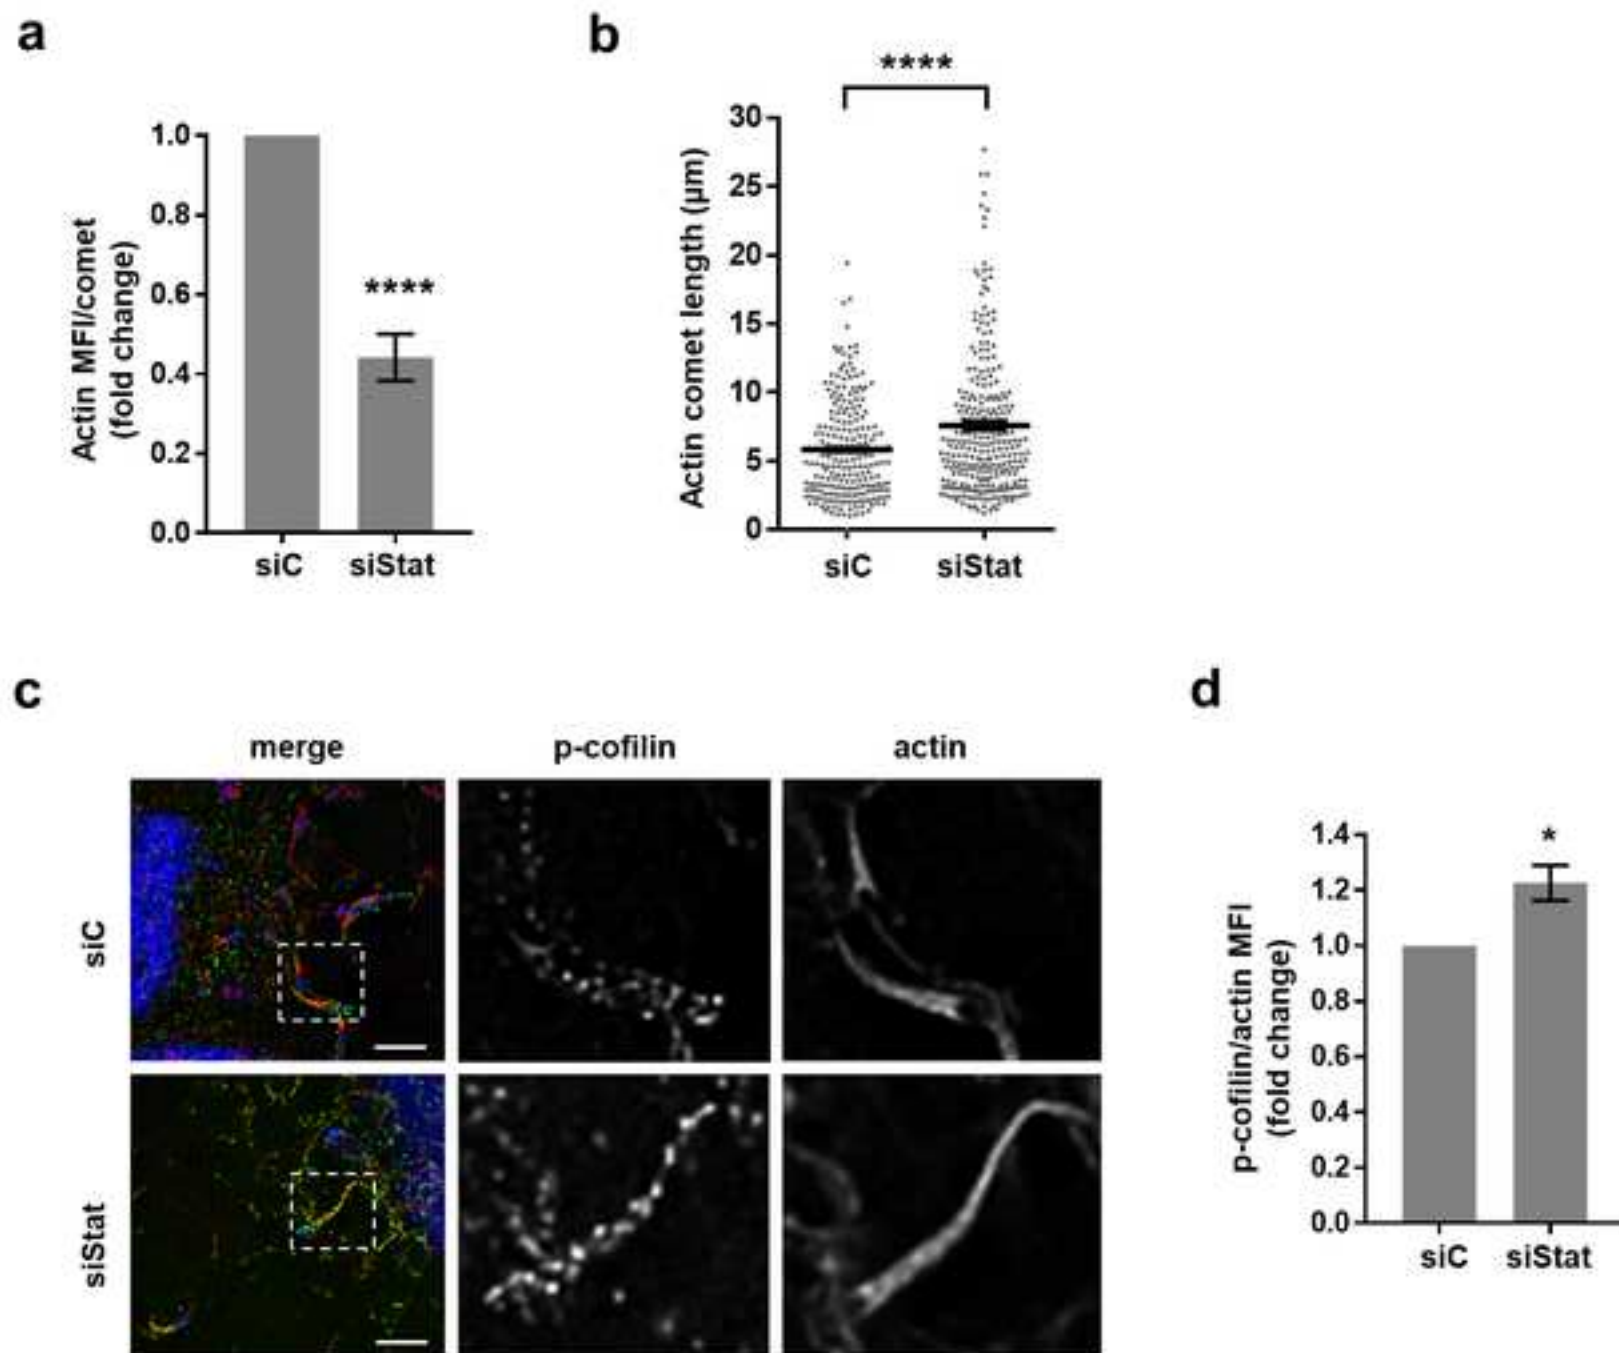 a
Actin MFI/comet
(fold change)
1.0
0.8
0.6
0.4
0.2
0.0
****
siC
siStat
b
****
Actin comet length (µm)
30
25
20
15
10
5
0
siC
siStat
c
merge
p-cofilin
actin
siC
siStat
d
p-cofilin/actin MFI
(fold change)
1.4
1.2
1.0
0.8
0.6
0.4
0.2
0.0
*
siC
siStat